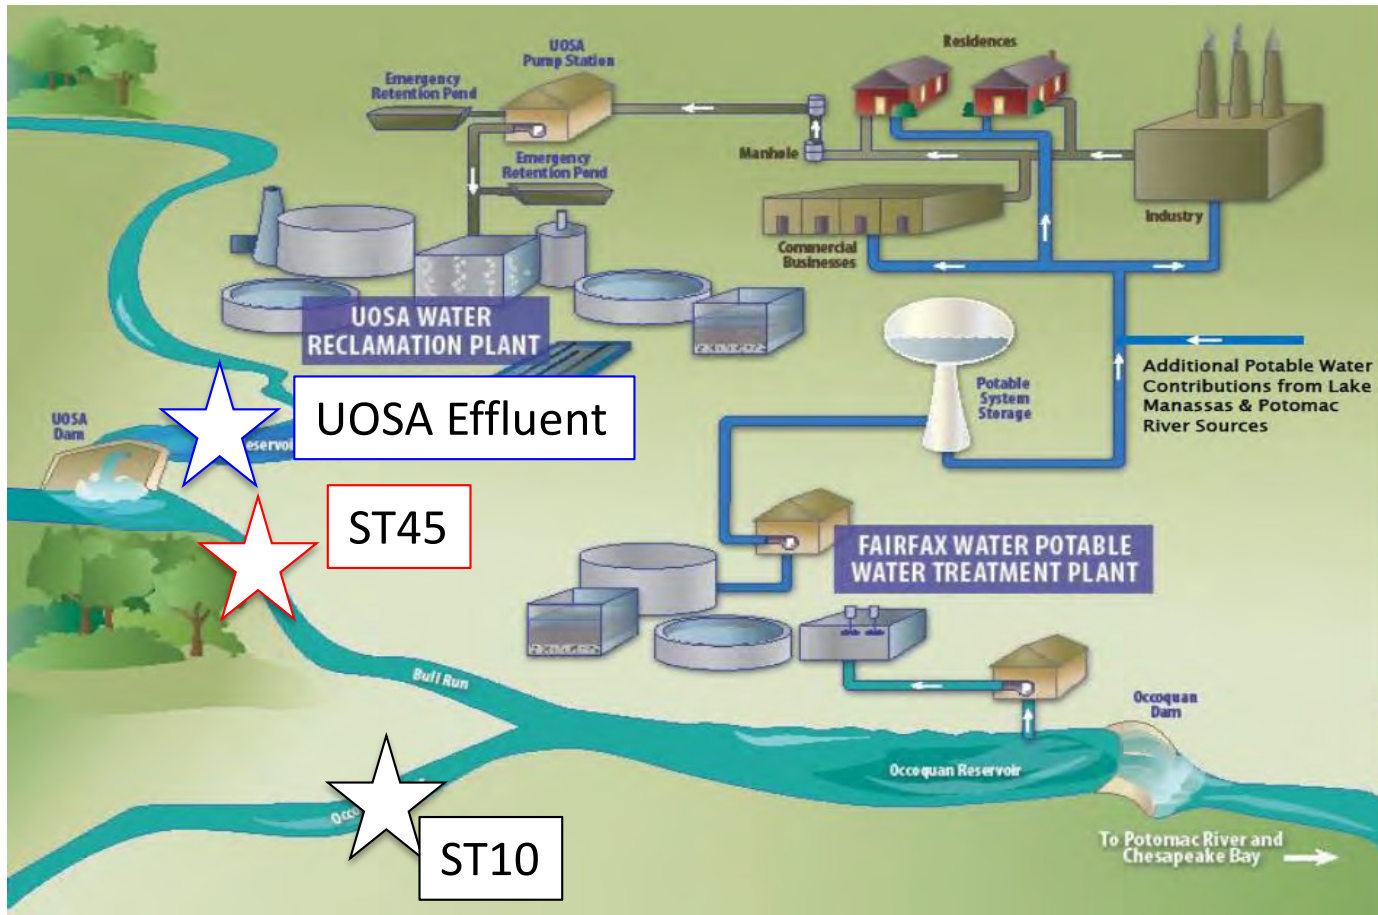 UOSA
Pump Station
Residences
Emergency
Retention Pond
Manhole
Emergency
Retention Pond
Industry
Commercial
Businesses
UOSA WATER
RECLAMATION PLANT
Additional Potable Water
Contributions from Lake
Manassas & Potomac
River Sources
Potable
System
Storage
UOSA
Dam
UOSA Effluent
ST45
FAIRFAX WATER POTABLE
WATER TREATMENT PLANT
Bull Run
Occoquan
Dam
Occoquan Reservoir
ST10
To Potomac River and
Chesapeake Bay